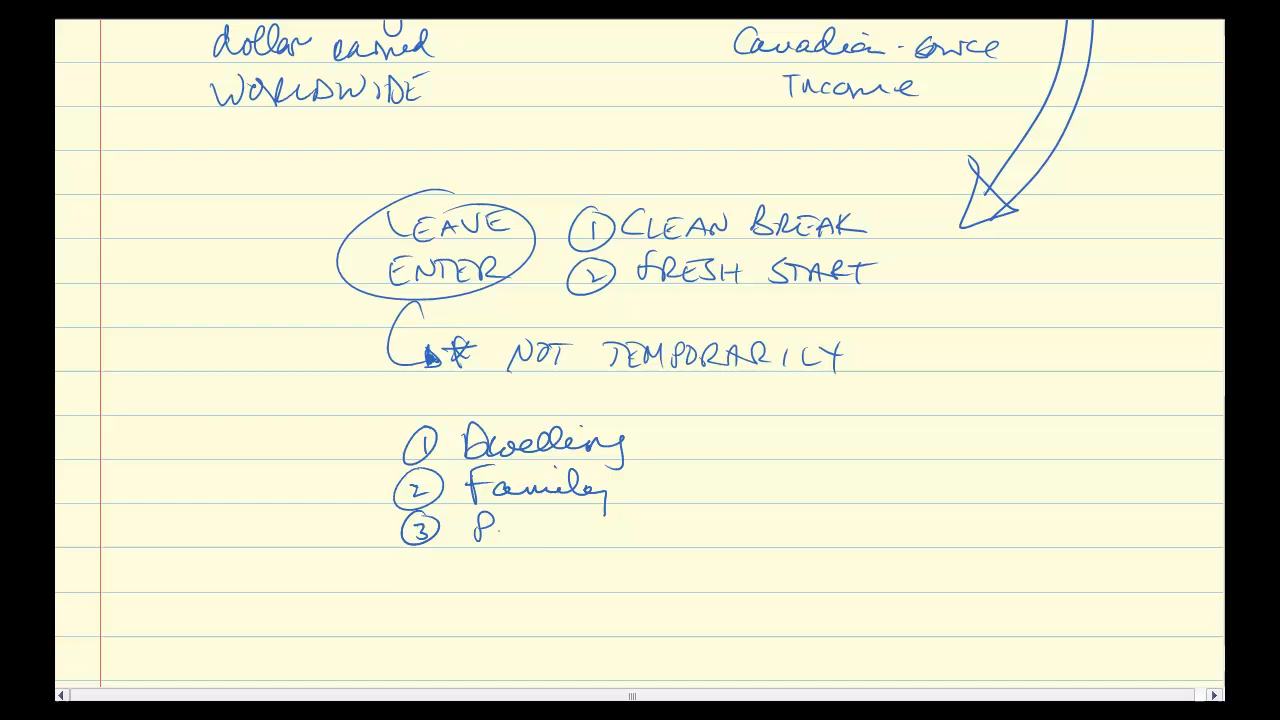 dollar earned
WORLDWIDE
Canadian-source
Income
LEAVE ① CLEAN BREAK
ENTER ② FRESH START
* NOT TEMPORARILY
① Dwelling
② Family
③ P